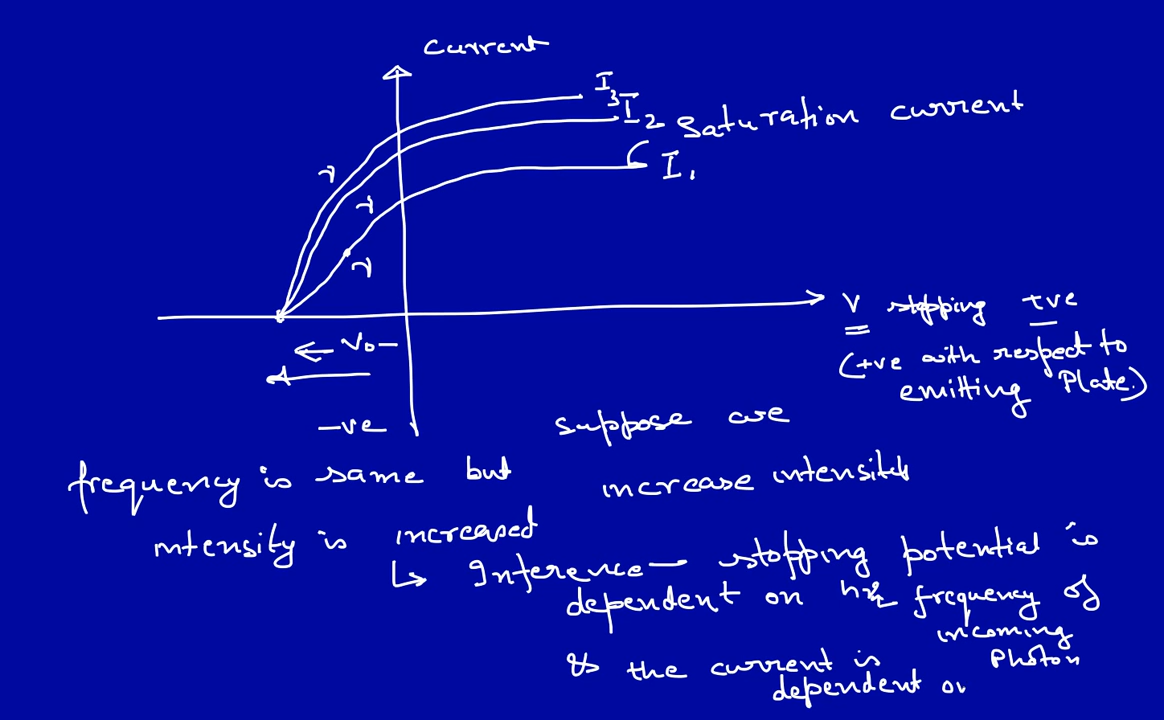 Current
I3
I2 Saturation current
I1
γ
γ
γ
V stopping +ve
(+ve with respect to
emitting Plate.)
← V0 –
–ve
suppose we
frequency is same but
increase intensity
intensity is increased
↳ Inference — stopping potential is
dependent on frequency of
incoming
Photon
& the current is
dependent on